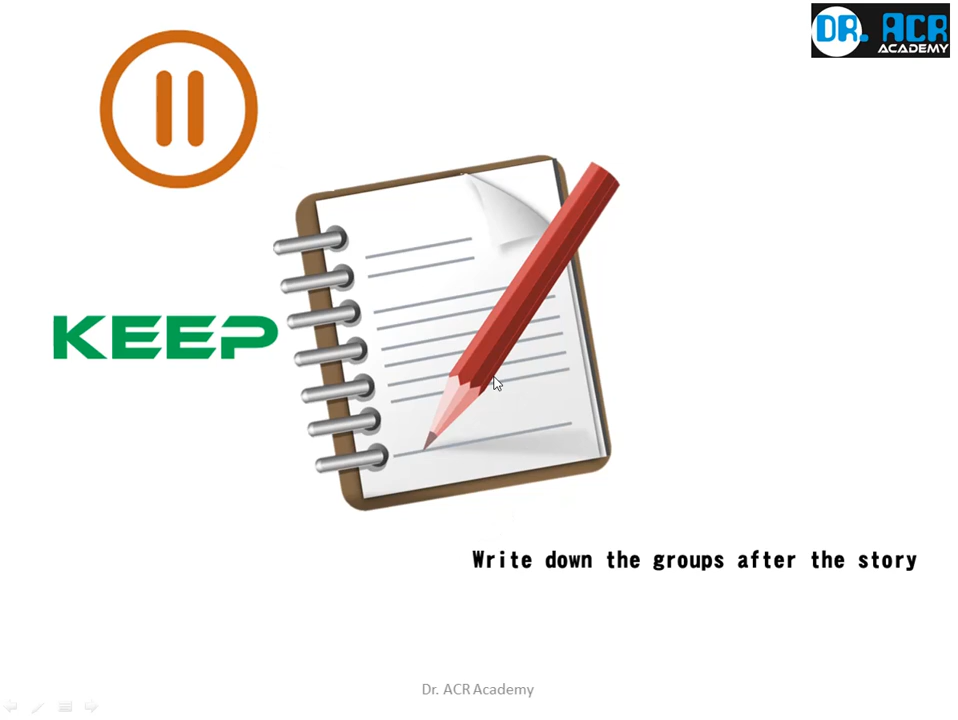 DR. ACR
ACADEMY
KEEP
Write down the groups after the story
Dr. ACR Academy